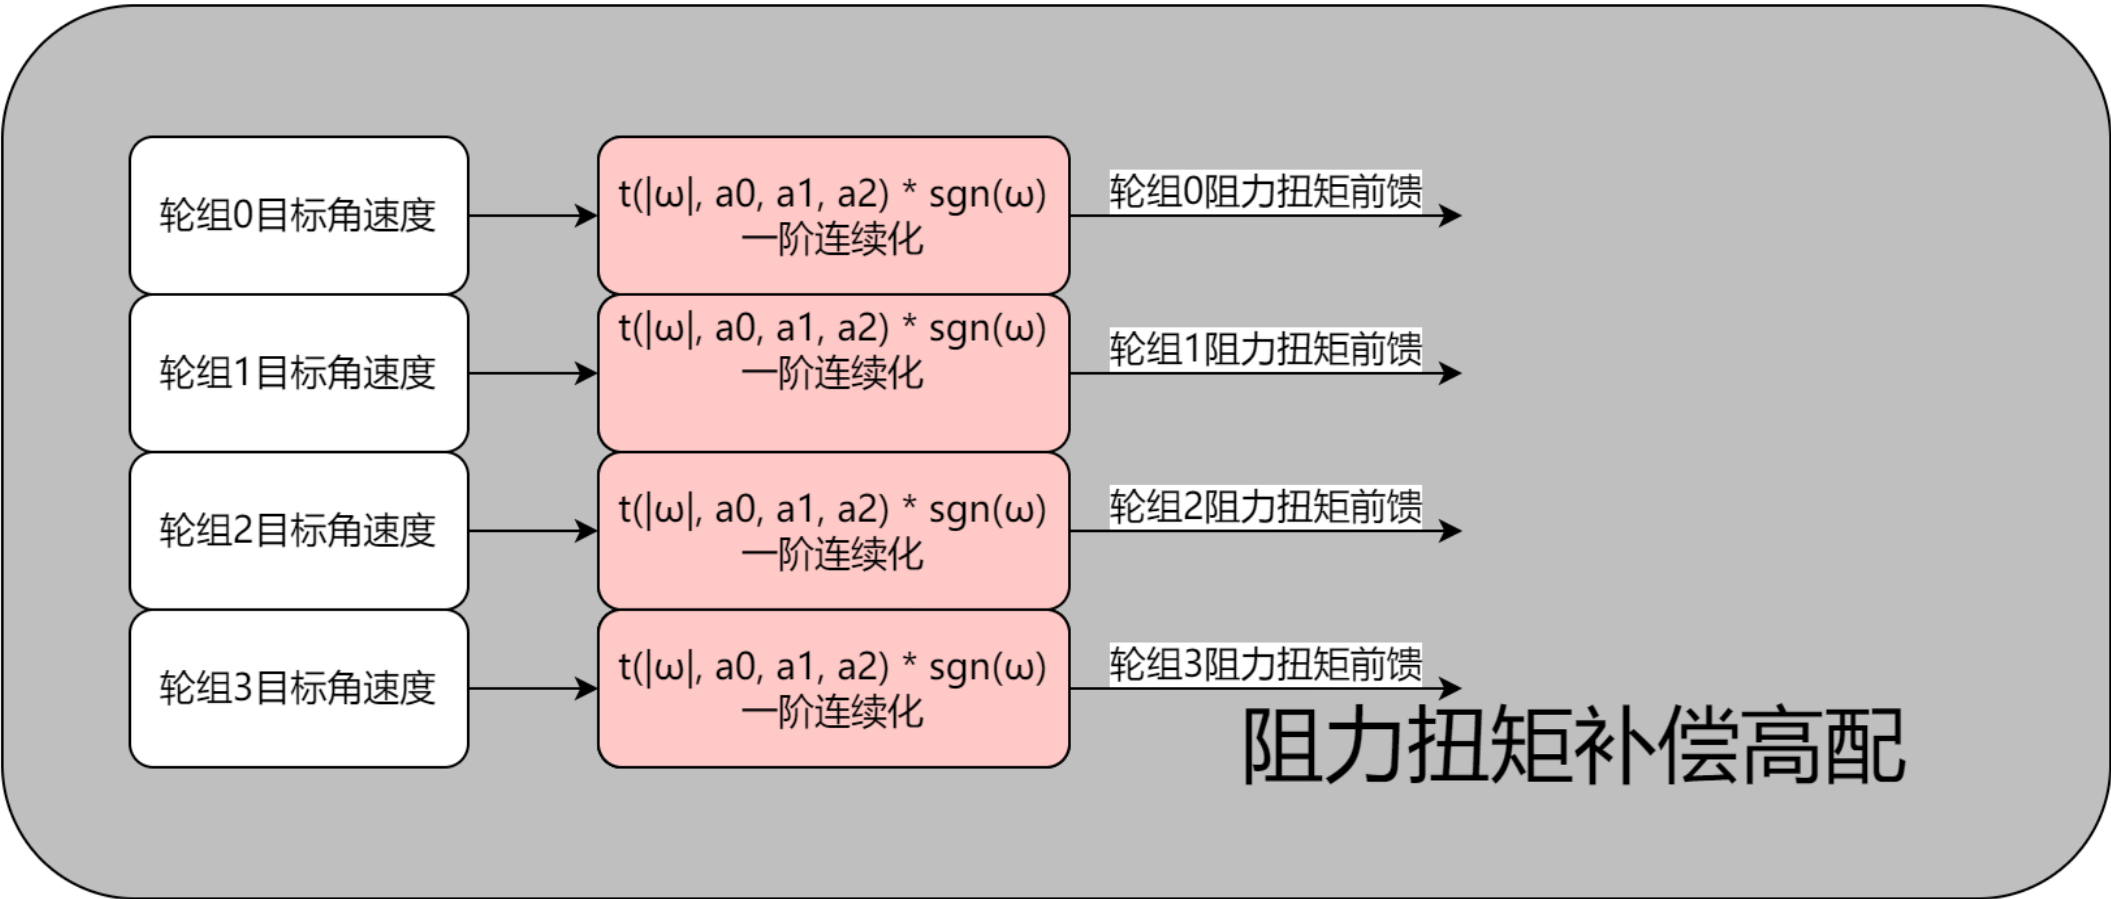 轮组0目标角速度
t(|ω|, a0, a1, a2) * sgn(ω)
一阶连续化
轮组0阻力扭矩前馈
轮组1目标角速度
t(|ω|, a0, a1, a2) * sgn(ω)
一阶连续化
轮组1阻力扭矩前馈
轮组2目标角速度
t(|ω|, a0, a1, a2) * sgn(ω)
一阶连续化
轮组2阻力扭矩前馈
轮组3目标角速度
t(|ω|, a0, a1, a2) * sgn(ω)
一阶连续化
轮组3阻力扭矩前馈
阻力扭矩补偿高配